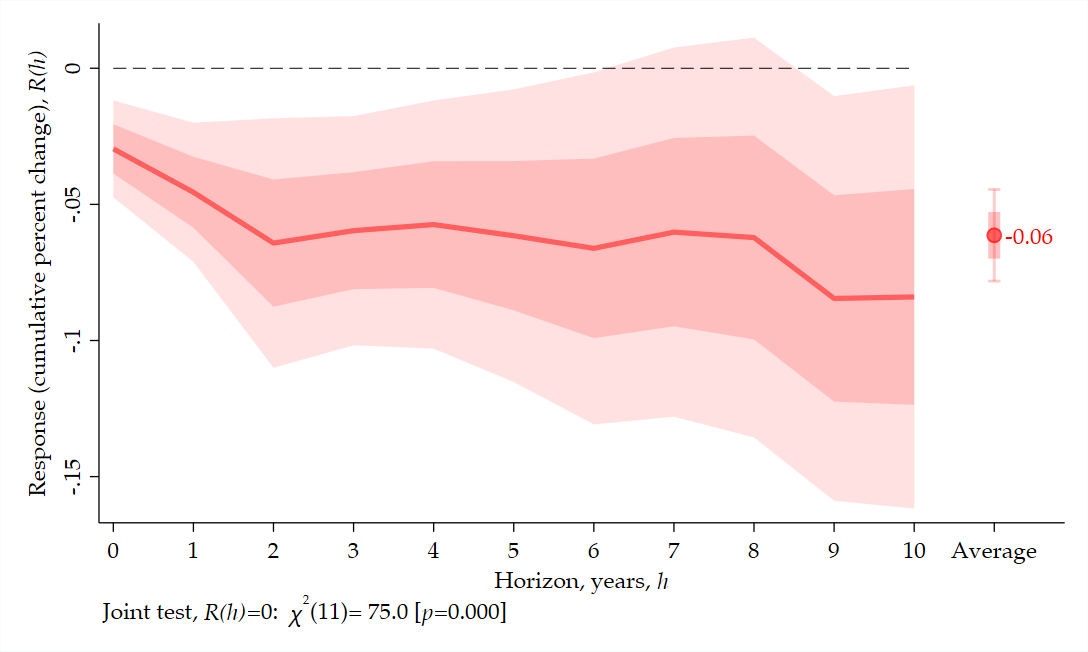 Response (cumulative percent change), R(h)
0
-.05
-.1
-.15
-0.06
0 1 2 3 4 5 6 7 8 9 10 Average
Horizon, years, h
Joint test, R(h)=0: χ²(11)= 75.0 [p=0.000]